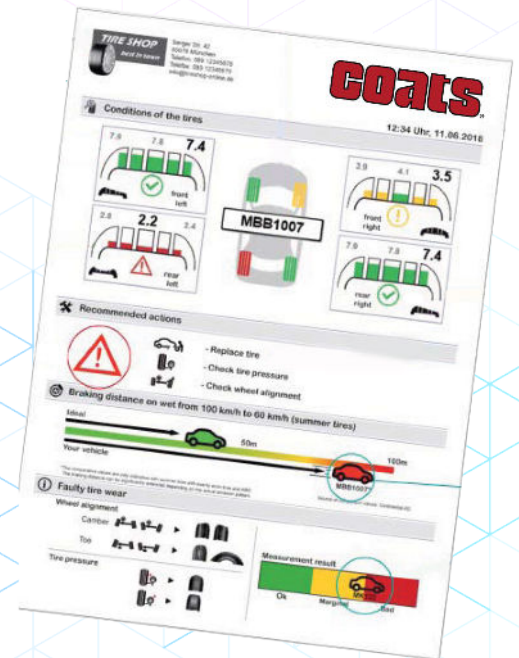 TIRE SHOP
best in town
Berger Str. 42
80078 München
Telefon: 089 12345678
Telefax: 089 12345679
info@tireshop-online.de
coats
Conditions of the tires
12:34 Uhr, 11.06.2018
7.9 7.8 7.4
front
left
2.8 2.2 2.4
rear
left
MBB1007
3.9 4.1 3.5
front
right
7.9 7.8 7.4
rear
right
Recommended actions
- Replace tire
- Check tire pressure
- Check wheel alignment
Braking distance on wet from 100 km/h to 60 km/h (summer tires)
Ideal
50m
100m
Your vehicle
MBB1007*
Faulty tire wear
Wheel alignment
Camber
Toe
Tire pressure
Measurement result
Ok
Marginal
Bad